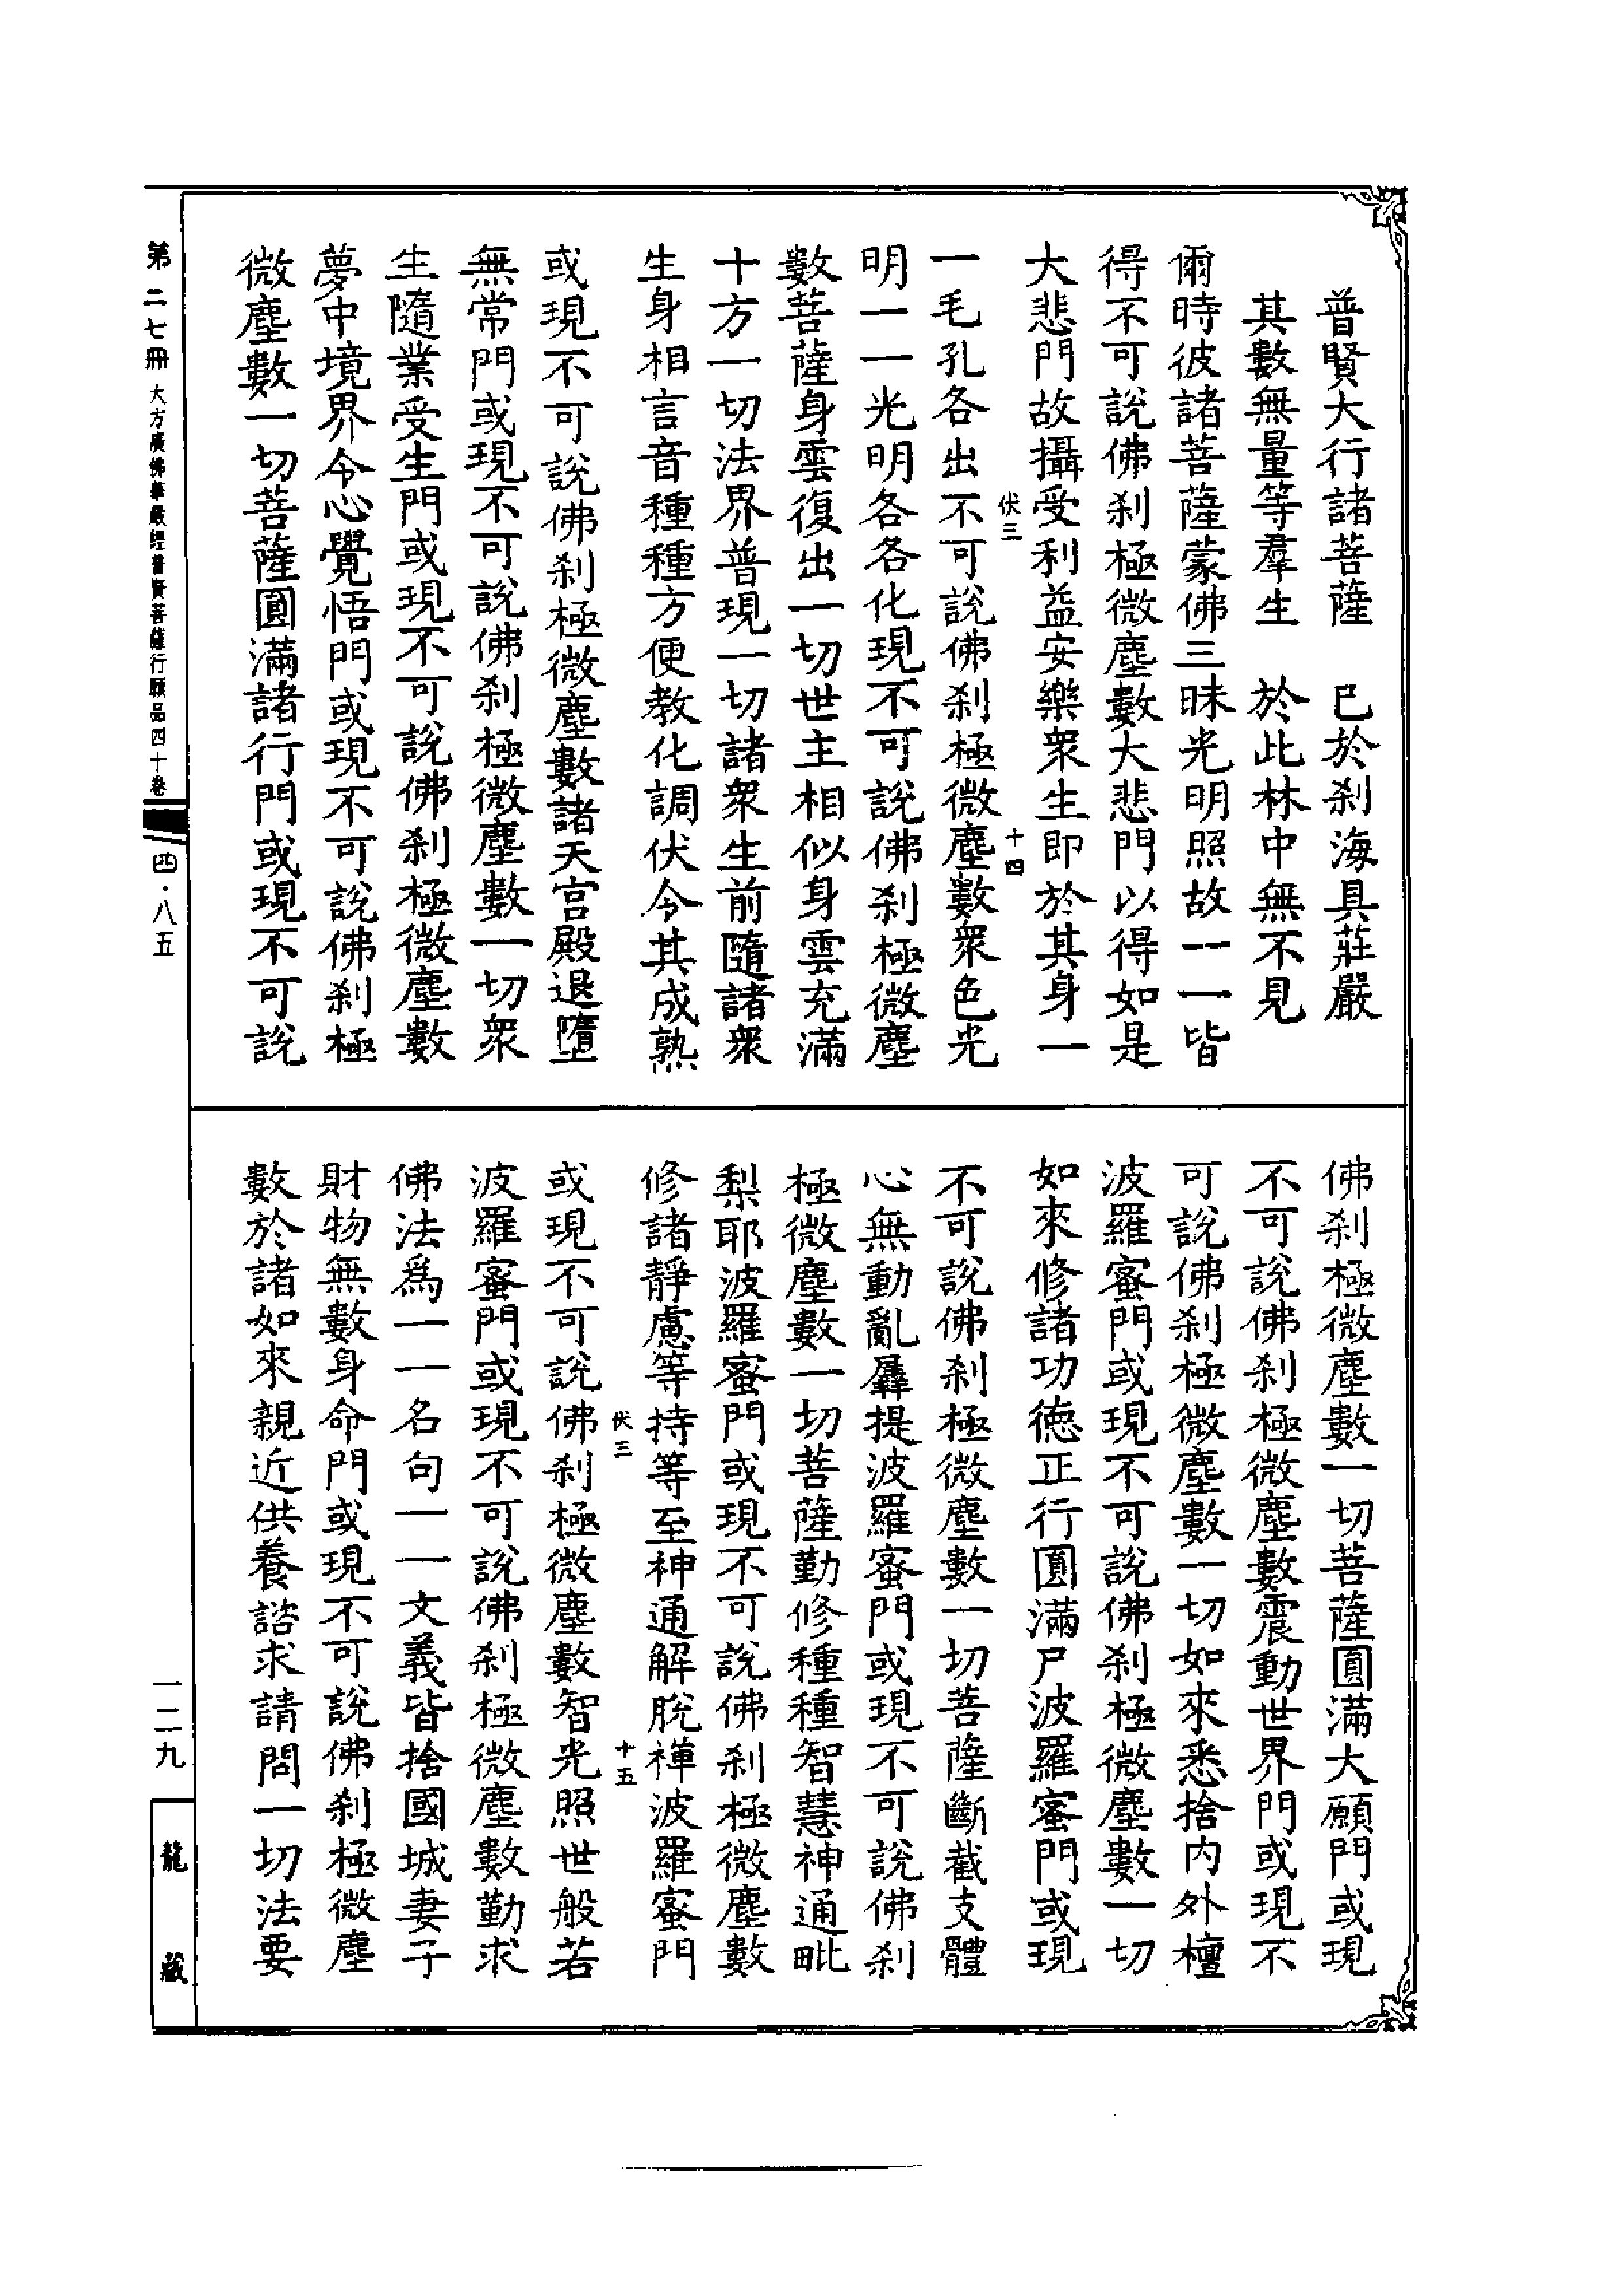 普賢大行諸菩薩　已於刹海具莊嚴
其數無量等羣生　於此林中無不見
爾時彼諸菩薩蒙佛三昧光明照故一一皆
得不可說佛刹極微塵數大悲門以得如是
大悲門故攝受利益安樂衆生即於其身一
伏三　十四
一毛孔各出不可說佛刹極微塵數衆色光
明一一光明各各化現不可說佛刹極微塵
數菩薩身雲復出一切世主相似身雲充滿
十方一切法界普現一切諸衆生前隨諸衆
生身相言音種種方便教化調伏令其成熟
或現不可說佛刹極微塵數諸天宮殿退墮
無常門或現不可說佛刹極微塵數一切衆
生隨業受生門或現不可說佛刹極微塵數
夢中境界令心覺悟門或現不可說佛刹極
微塵數一切菩薩圓滿諸行門或現不可說
佛刹極微塵數一切菩薩圓滿大願門或現
不可說佛刹極微塵數震動世界門或現不
可說佛刹極微塵數一切如來悉捨內外檀
波羅蜜門或現不可說佛刹極微塵數一切
如來修諸功德正行圓滿尸波羅蜜門或現
不可說佛刹極微塵數一切菩薩斷截支體
心無動亂羼提波羅蜜門或現不可說佛刹
極微塵數一切菩薩勤修種種智慧神通毗
梨耶波羅蜜門或現不可說佛刹極微塵數
修諸靜慮等持等至神通解脫禪波羅蜜門
伏三　十五
或現不可說佛刹極微塵數智光照世般若
波羅蜜門或現不可說佛刹極微塵數勤求
佛法爲一一名句一一文義皆捨國城妻子
財物無數身命門或現不可說佛刹極微塵
數於諸如來親近供養諮求請問一切法要
第二七冊　大方廣佛華嚴經普賢菩薩行願品四十卷　四·八五
一二九　龍藏